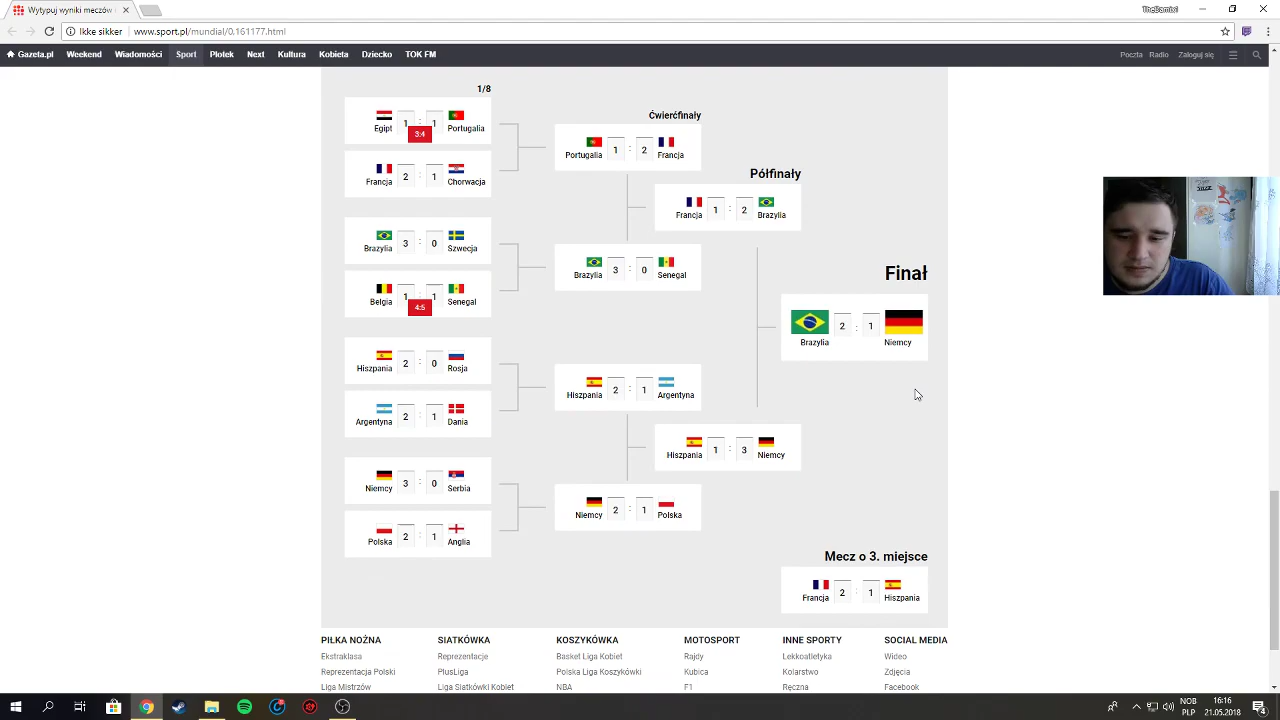 Wytypuj wyniki meczów
TheDomixi
Ikke sikker
www.sport.pl/mundial/0,161177.html
Gazeta.pl Weekend Wiadomości Sport Plotek Next Kultura Kobieta Dziecko TOK FM
Poczta Radio Zaloguj się
1/8
Egipt 1 : 1 Portugalia
3:4
Francja 2 : 1 Chorwacja
Brazylia 3 : 0 Szwecja
Belgia 1 : 1 Senegal
4:5
Hiszpania 2 : 0 Rosja
Argentyna 2 : 1 Dania
Niemcy 3 : 0 Serbia
Polska 2 : 1 Anglia
Ćwierćfinały
Portugalia 1 : 2 Francja
Brazylia 3 : 0 Senegal
Hiszpania 2 : 1 Argentyna
Niemcy 2 : 1 Polska
Półfinały
Francja 1 : 2 Brazylia
Hiszpania 1 : 3 Niemcy
Finał
Brazylia 2 : 1 Niemcy
Mecz o 3. miejsce
Francja 2 : 1 Hiszpania
PIŁKA NOŻNA SIATKÓWKA KOSZYKÓWKA MOTOSPORT INNE SPORTY SOCIAL MEDIA
Ekstraklasa Reprezentacje Basket Liga Kobiet Rajdy Lekkoatletyka Wideo
Reprezentacja Polski PlusLiga Polska Liga Koszykówki Kubica Kolarstwo Zdjęcia
Liga Mistrzów Liga Siatkówki Kobiet NBA F1 Ręczna Facebook
NOB 16:16
PLP 21.05.2018